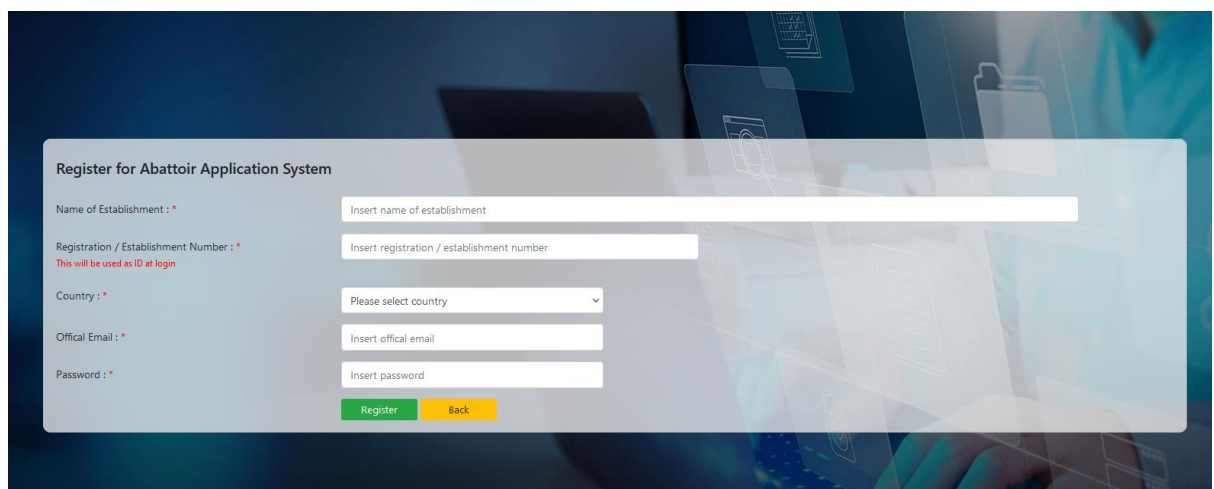 Register for Abattoir Application System
Name of Establishment : *
Insert name of establishment
Registration / Establishment Number : *
Insert registration / establishment number
This will be used as ID at login
Country : *
Please select country
Offical Email : *
Insert offical email
Password : *
Insert password
Register
Back